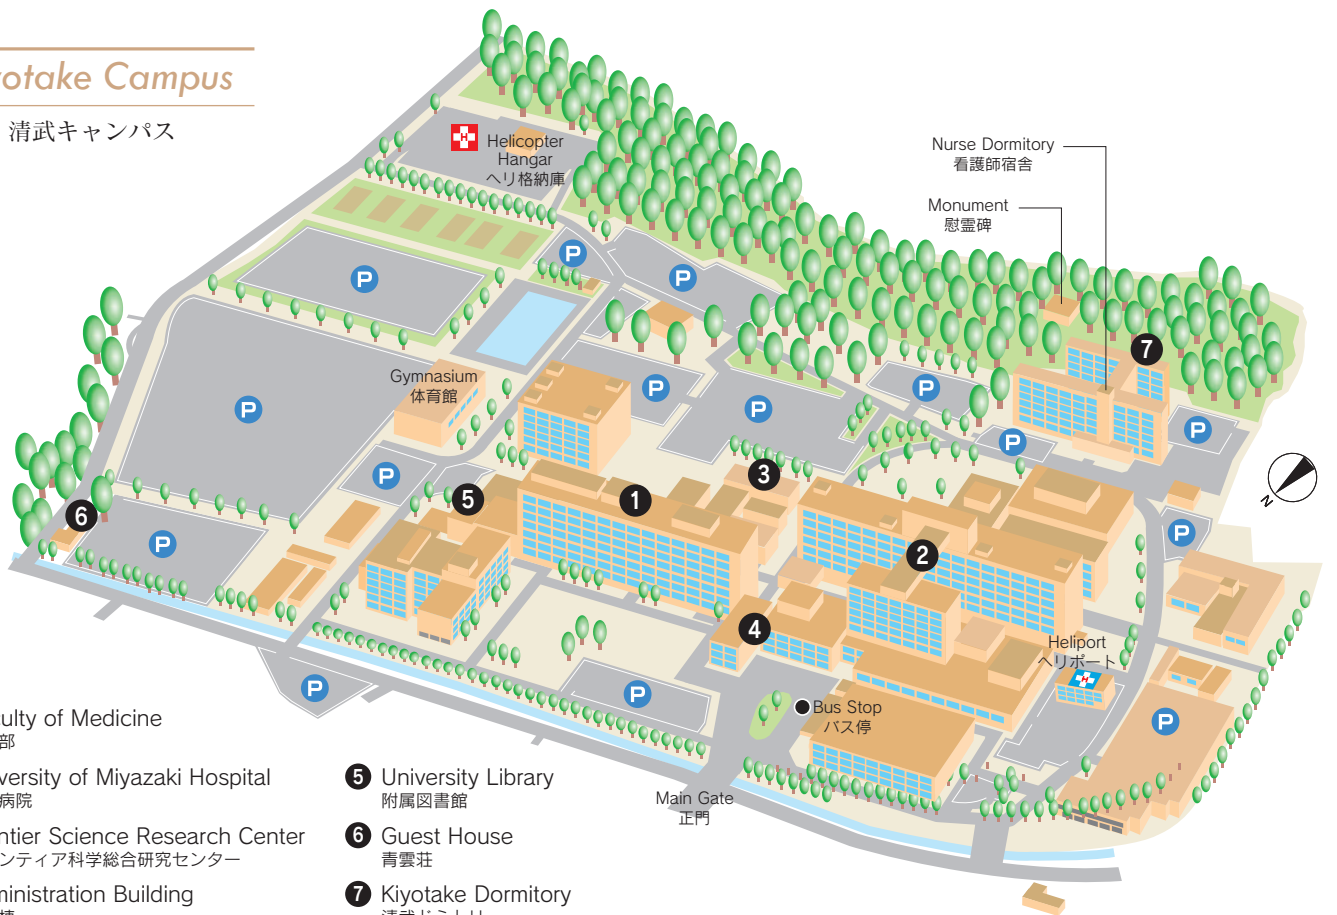 yotake Campus
清武キャンパス
H
Helicopter
Hangar
ヘリ格納庫
Nurse Dormitory
看護師宿舎
Monument
慰霊碑
P
P
P
7
Gymnasium
体育館
P
P
P
P
P
P
P
3
5
1
6
P
P
2
N
4
Heliport
ヘリポート
H
P
P
Bus Stop
バス停
P
Main Gate
正門
culty of Medicine
部
versity of Miyazaki Hospital
病院
ntier Science Research Center
ンティア科学総合研究センター
ministration Building
棟
5 University Library
附属図書館
6 Guest House
青雲荘
7 Kiyotake Dormitory